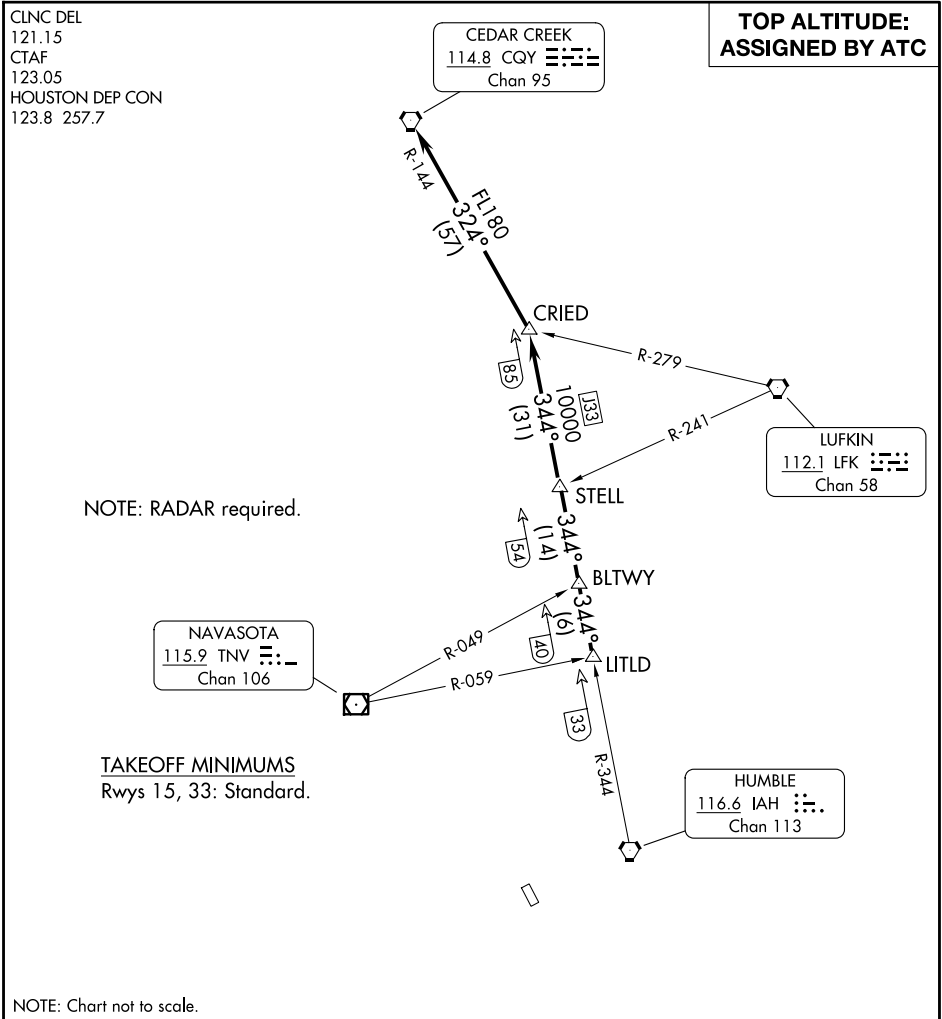 CLNC DEL
121.15
CTAF
123.05
HOUSTON DEP CON
123.8 257.7
TOP ALTITUDE:
ASSIGNED BY ATC
CEDAR CREEK
114.8 CQY
Chan 95
R-144
FL180
324°
(57)
CRIED
85
R-279
10000
J33
344°
(31)
R-241
LUFKIN
112.1 LFK
Chan 58
STELL
NOTE: RADAR required.
54
344°
(14)
BLTWY
NAVASOTA
115.9 TNV
Chan 106
R-049
40
344°
(6)
LITLD
R-059
33
R-344
TAKEOFF MINIMUMS
Rwys 15, 33: Standard.
HUMBLE
116.6 IAH
Chan 113
NOTE: Chart not to scale.